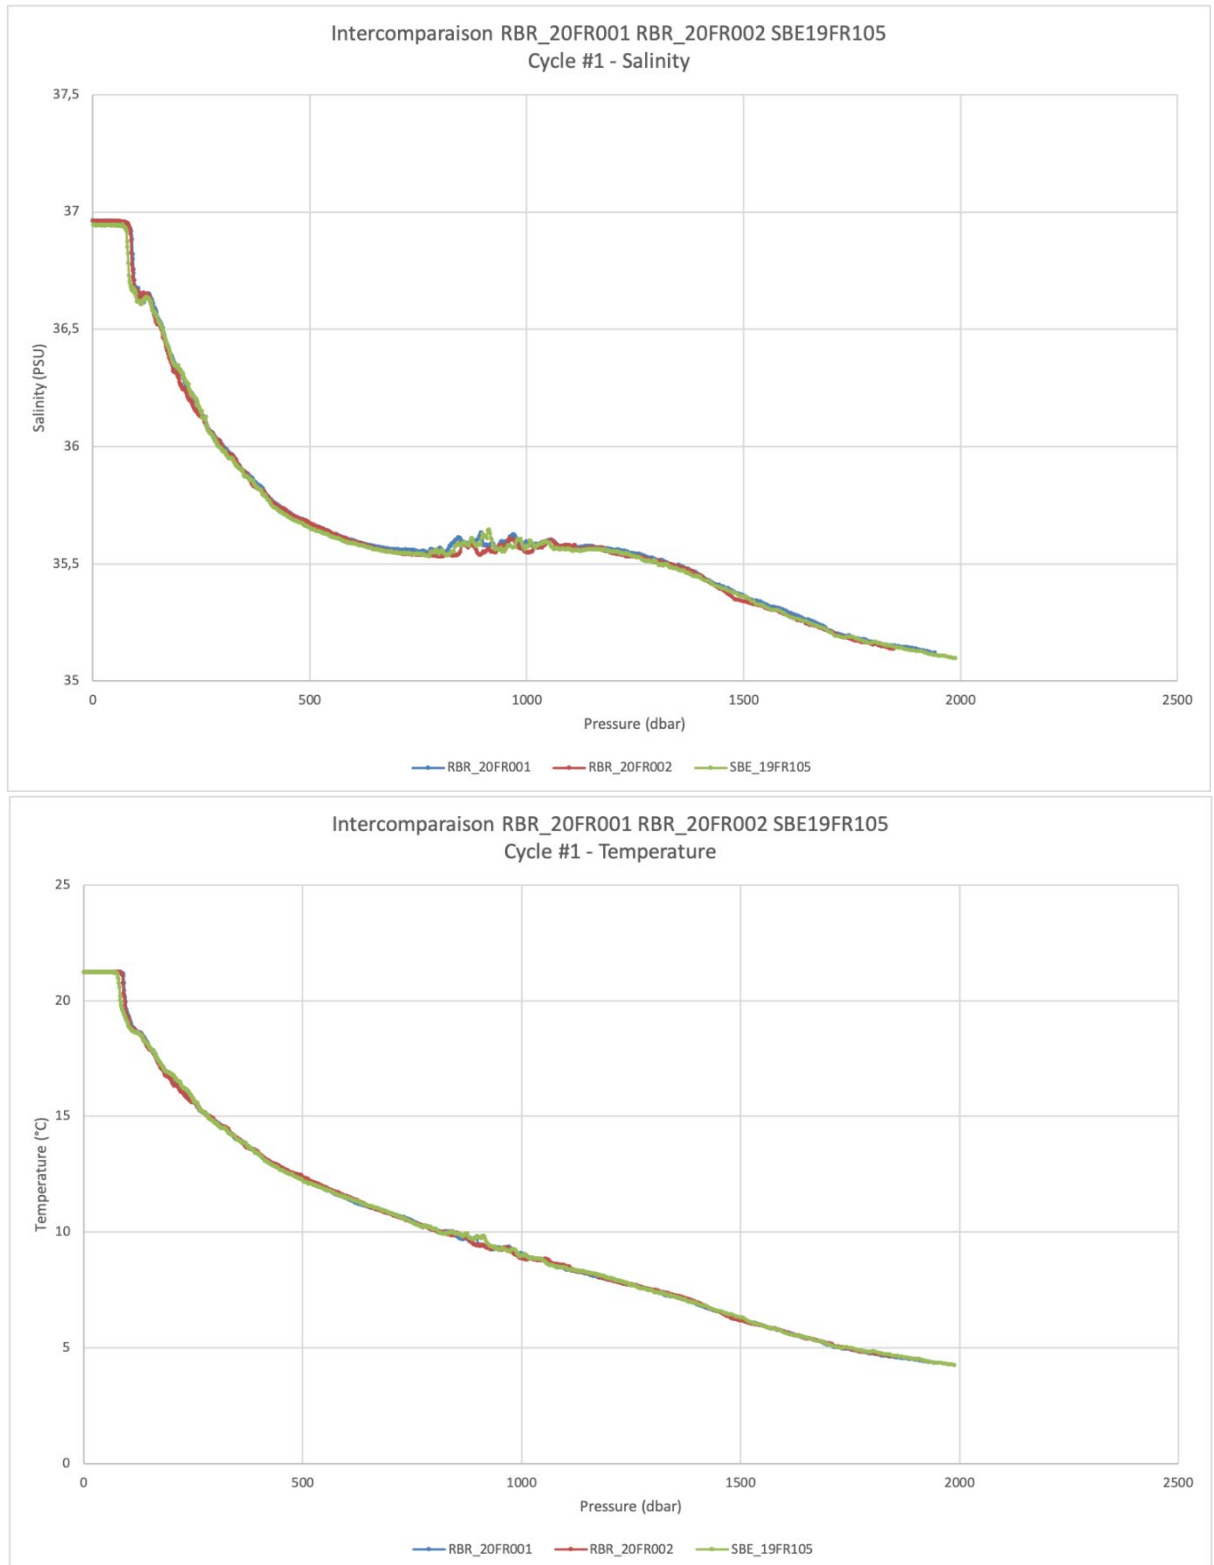 Intercomparaison RBR_20FR001 RBR_20FR002 SBE19FR105
Cycle #1 - Salinity
37,5
37
36,5
36
35,5
35
Salinity (PSU)
0 500 1000 1500 2000 2500
Pressure (dbar)
RBR_20FR001 RBR_20FR002 SBE_19FR105
Intercomparaison RBR_20FR001 RBR_20FR002 SBE19FR105
Cycle #1 - Temperature
25
20
15
10
5
0
Temperature (°C)
0 500 1000 1500 2000 2500
Pressure (dbar)
RBR_20FR001 RBR_20FR002 SBE_19FR105